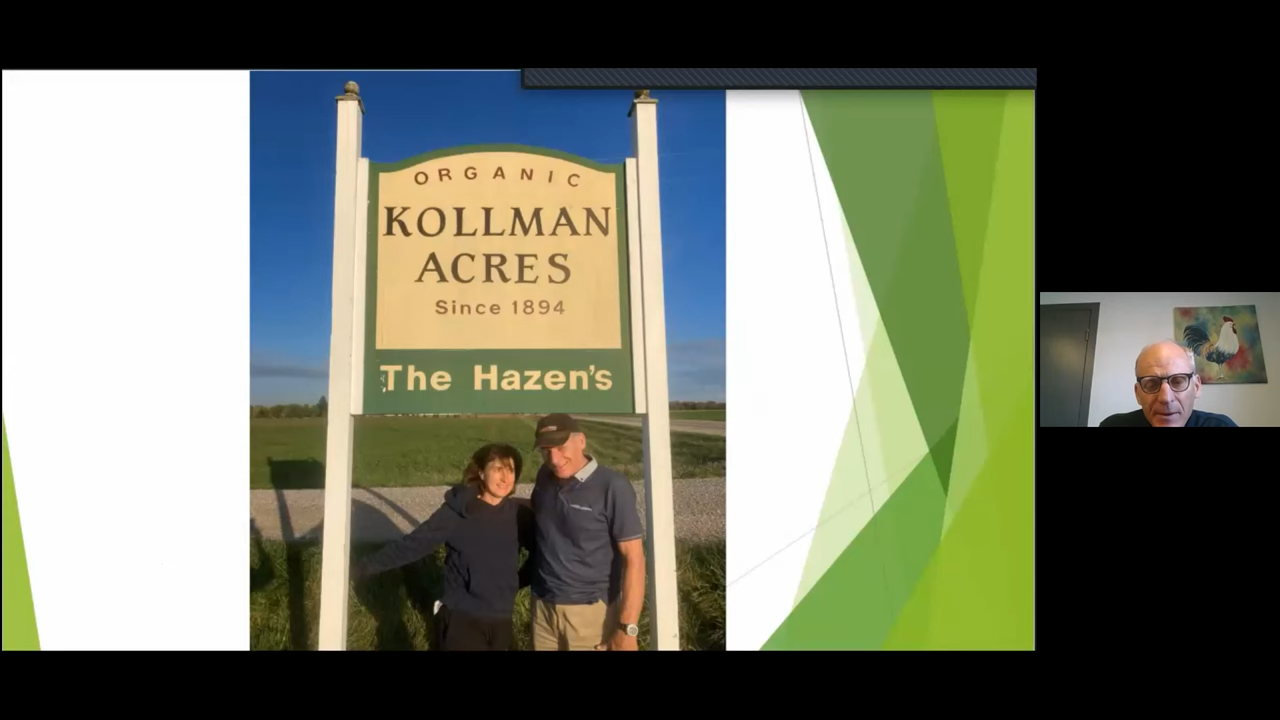 ORGANIC
KOLLMAN
ACRES
Since 1894
The Hazen's